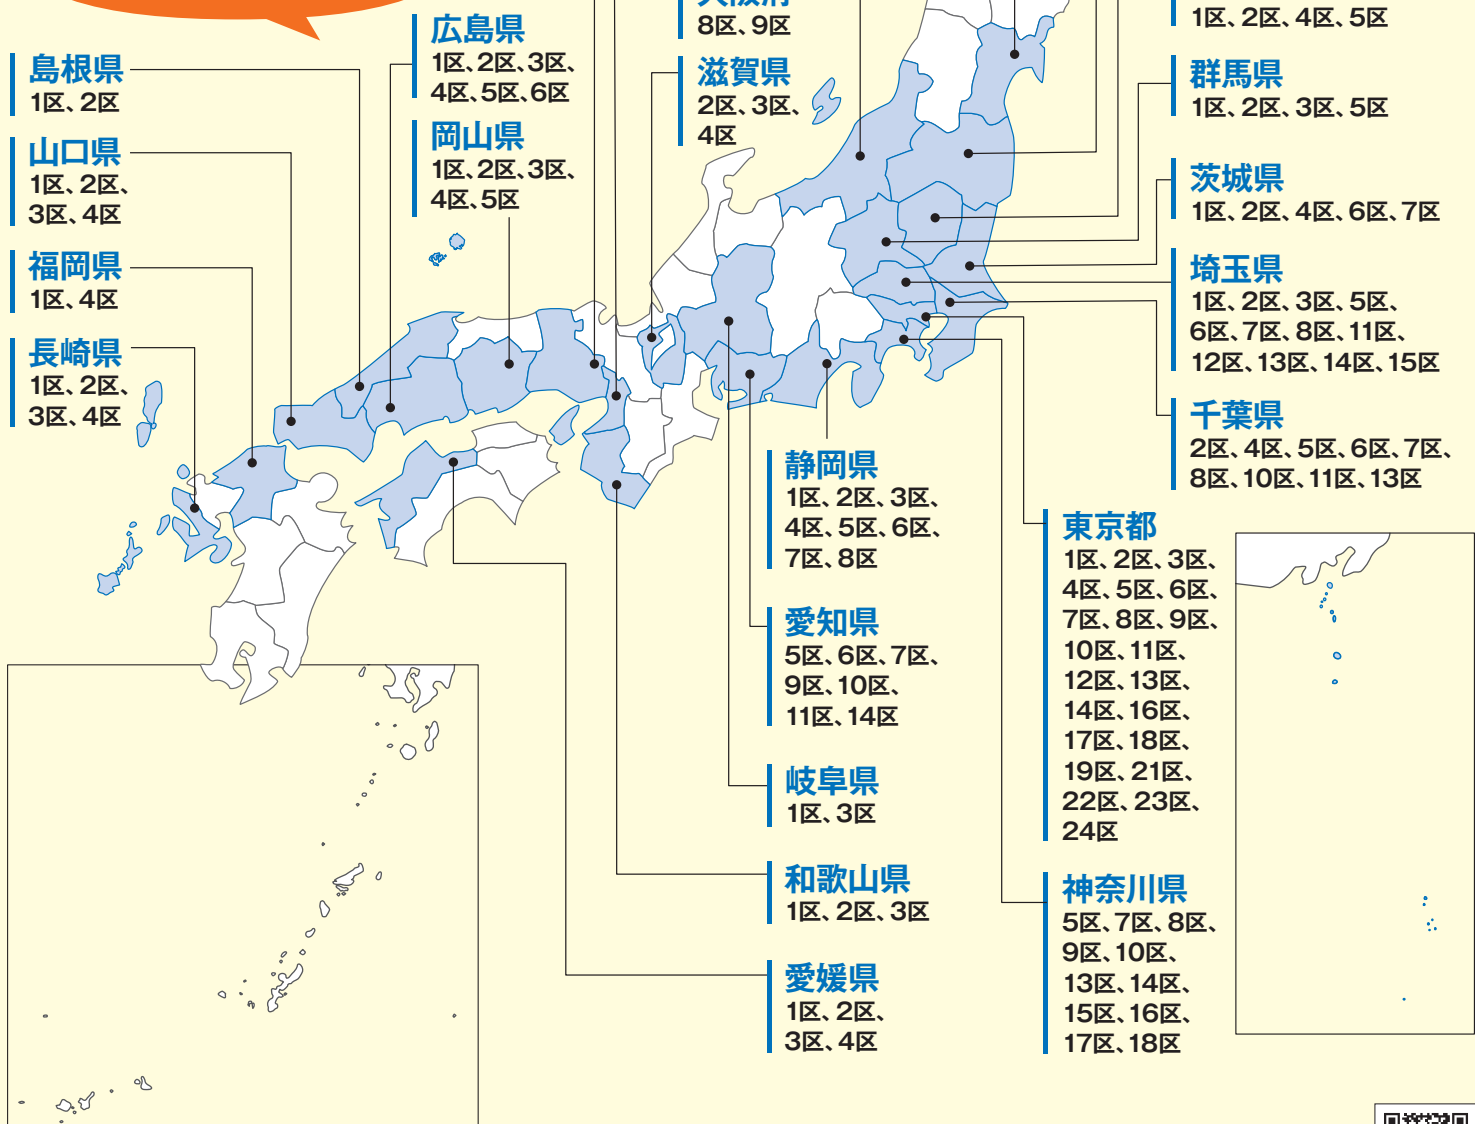 島根県
1区、2区
山口県
1区、2区、
3区、4区
福岡県
1区、4区
長崎県
1区、2区、
3区、4区
広島県
1区、2区、3区、
4区、5区、6区
岡山県
1区、2区、3区、
4区、5区
大阪府
8区、9区
滋賀県
2区、3区、
4区
静岡県
1区、2区、3区、
4区、5区、6区、
7区、8区
愛知県
5区、6区、7区、
9区、10区、
11区、14区
岐阜県
1区、3区
和歌山県
1区、2区、3区
愛媛県
1区、2区、
3区、4区
1区、2区、4区、5区
群馬県
1区、2区、3区、5区
茨城県
1区、2区、4区、6区、7区
埼玉県
1区、2区、3区、5区、
6区、7区、8区、11区、
12区、13区、14区、15区
千葉県
2区、4区、5区、6区、7区、
8区、10区、11区、13区
東京都
1区、2区、3区、
4区、5区、6区、
7区、8区、9区、
10区、11区、
12区、13区、
14区、16区、
17区、18区、
19区、21区、
22区、23区、
24区
神奈川県
5区、7区、8区、
9区、10区、
13区、14区、
15区、16区、
17区、18区